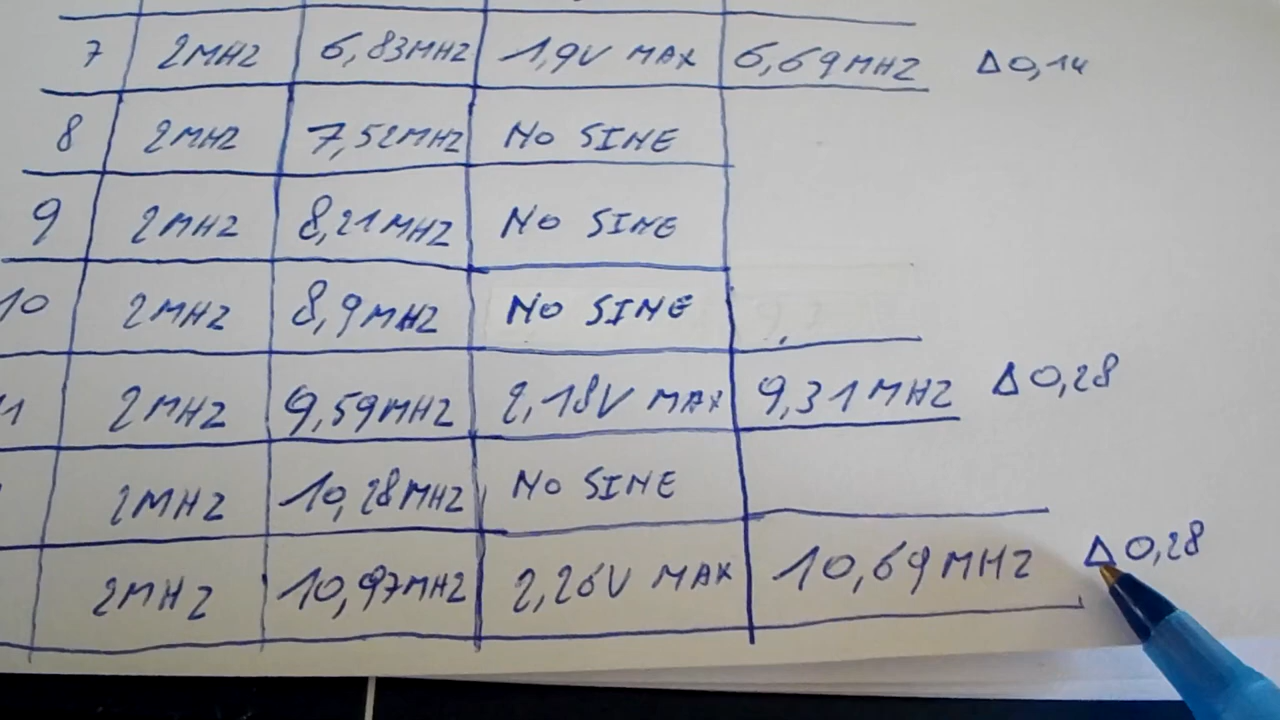 7 2MHZ 6,83MHZ 1,9V MAX 6,69MHZ Δ0,14
8 2MHZ 7,52MHZ NO SINE
9 2MHZ 8,21MHZ NO SINE
10 2MHZ 8,9MHZ NO SINE
11 2MHZ 9,59MHZ 2,18V MAX 9,31MHZ Δ0,28
2MHZ 10,28MHZ NO SINE
2MHZ 10,97MHZ 2,26V MAX 10,69MHZ Δ0,28